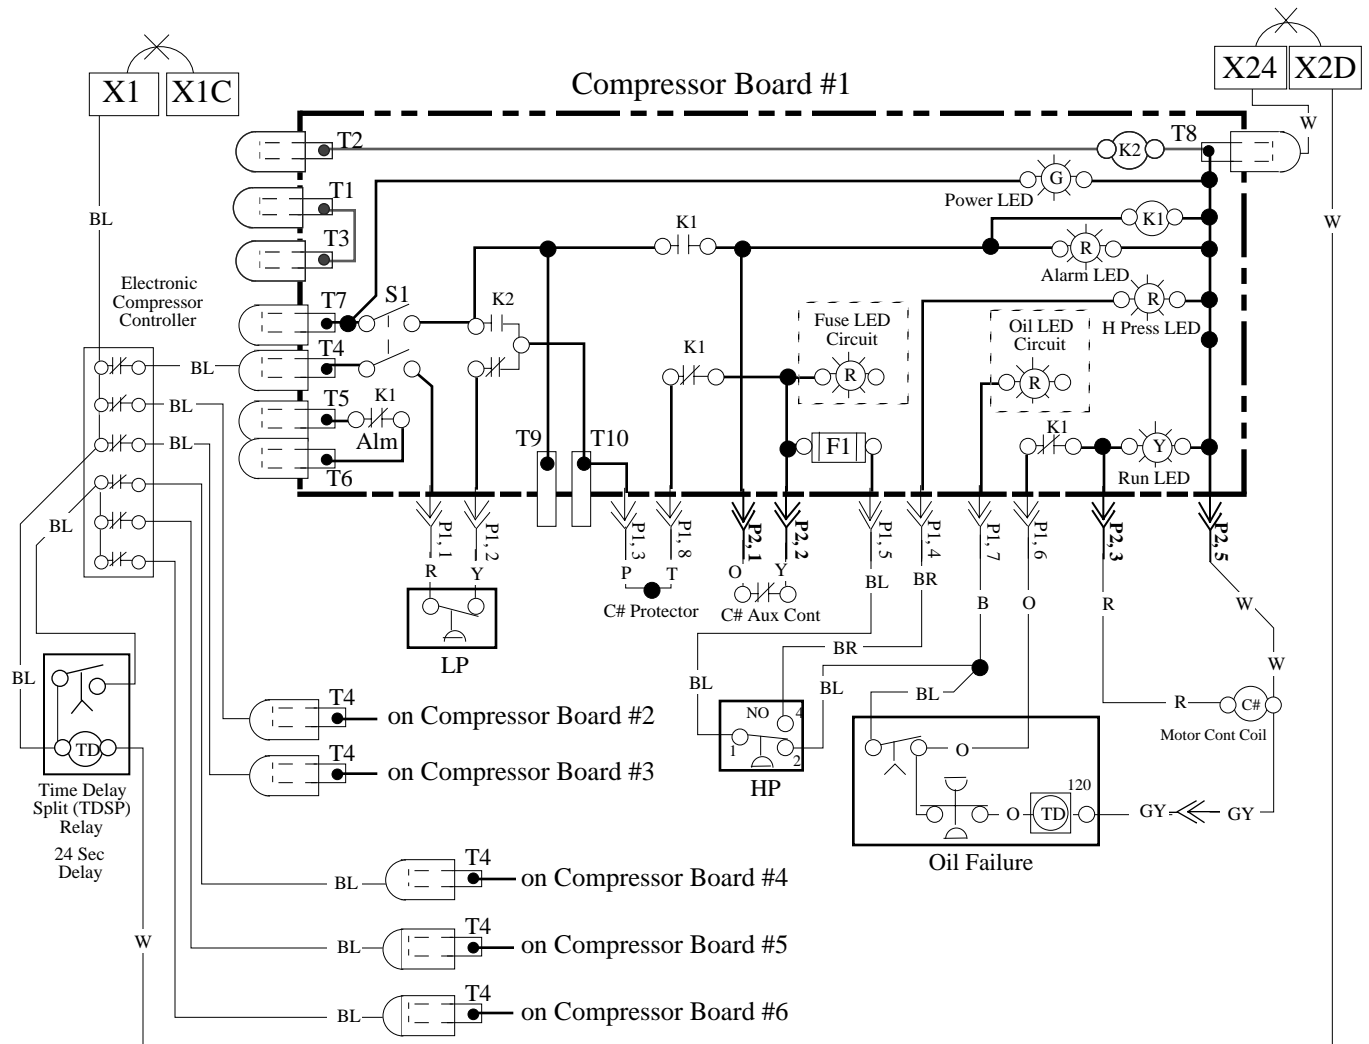 X1
X1C
X24
X2D
Compressor Board #1
W
T2
T8
K2
G
Power LED
T1
K1
BL
W
T3
K1
R
Alarm LED
Electronic
Compressor
Controller
T7
S1
K2
R
H Press LED
Fuse LED
Circuit
R
Oil LED
Circuit
R
T4
BL
K1
BL
T5
K1
Alm
BL
T6
T9
T10
F1
K1
Y
Run LED
BL
P1, 1
P1, 2
P1, 3
P1, 8
P2, 1
P2, 2
P1, 5
P1, 4
P1, 7
P1, 6
P2, 3
P2, 5
R
Y
P
T
O
Y
BL
BR
B
O
R
W
C# Protector
C# Aux Cont
LP
BR
W
BL
BL
BL
BL
T4
on Compressor Board #2
NO
4
1
2
HP
R
C#
Motor Cont Coil
TD
O
T4
on Compressor Board #3
Time Delay
Split (TDSP)
Relay
24 Sec
Delay
120
O
TD
GY
GY
Oil Failure
T4
BL
on Compressor Board #4
T4
W
BL
on Compressor Board #5
T4
BL
on Compressor Board #6